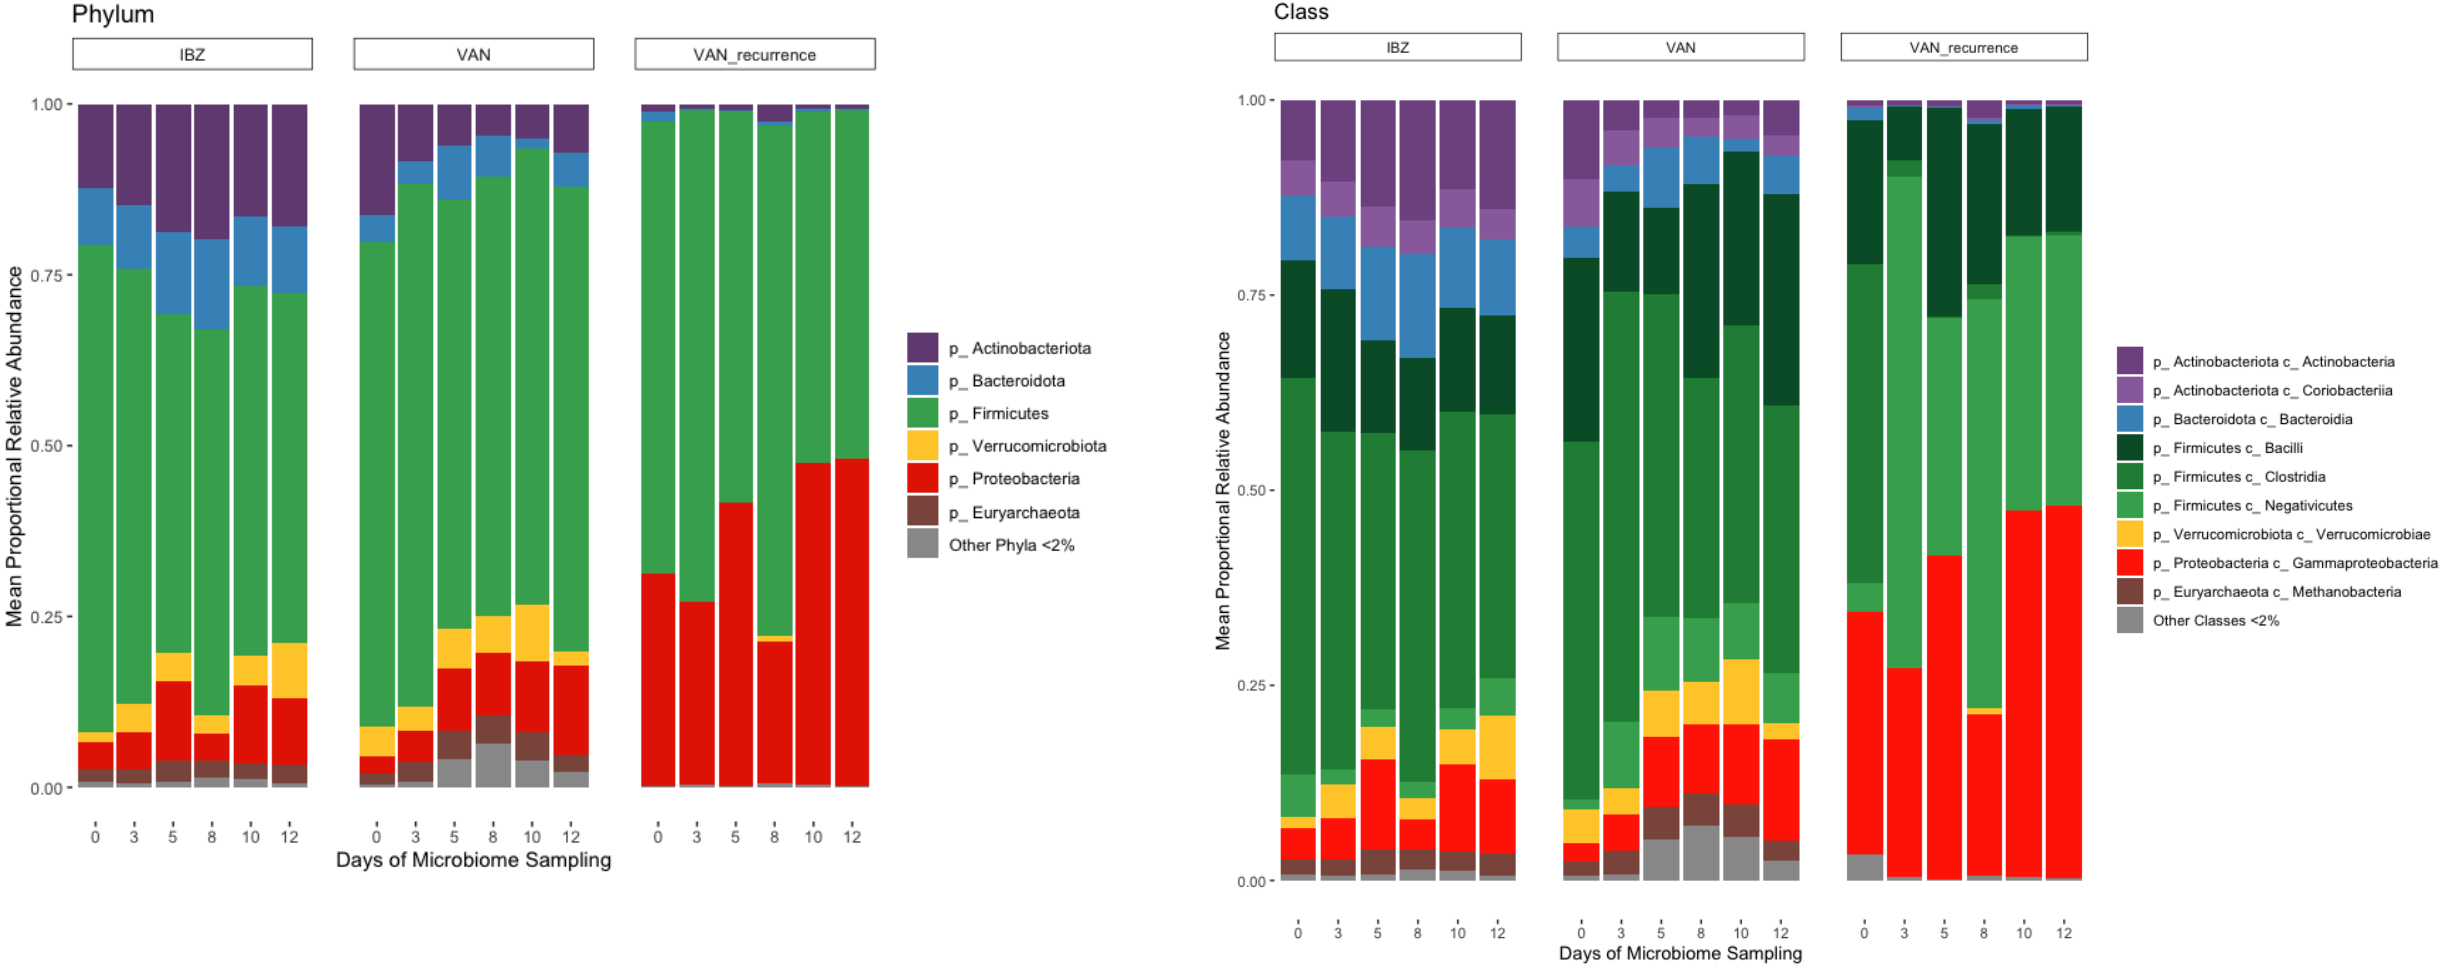 Phylum
IBZ VAN VAN_recurrence
Mean Proportional Relative Abundance
1.00
0.75
0.50
0.25
0.00
0 3 5 8 10 12 0 3 5 8 10 12 0 3 5 8 10 12
Days of Microbiome Sampling
p_ Actinobacteriota
p_ Bacteroidota
p_ Firmicutes
p_ Verrucomicrobiota
p_ Proteobacteria
p_ Euryarchaeota
Other Phyla <2%
Class
IBZ VAN VAN_recurrence
Mean Proportional Relative Abundance
1.00
0.75
0.50
0.25
0.00
0 3 5 8 10 12 0 3 5 8 10 12 0 3 5 8 10 12
Days of Microbiome Sampling
p_ Actinobacteriota c_ Actinobacteria
p_ Actinobacteriota c_ Coriobacteriia
p_ Bacteroidota c_ Bacteroidia
p_ Firmicutes c_ Bacilli
p_ Firmicutes c_ Clostridia
p_ Firmicutes c_ Negativicutes
p_ Verrucomicrobiota c_ Verrucomicrobiae
p_ Proteobacteria c_ Gammaproteobacteria
p_ Euryarchaeota c_ Methanobacteria
Other Classes <2%